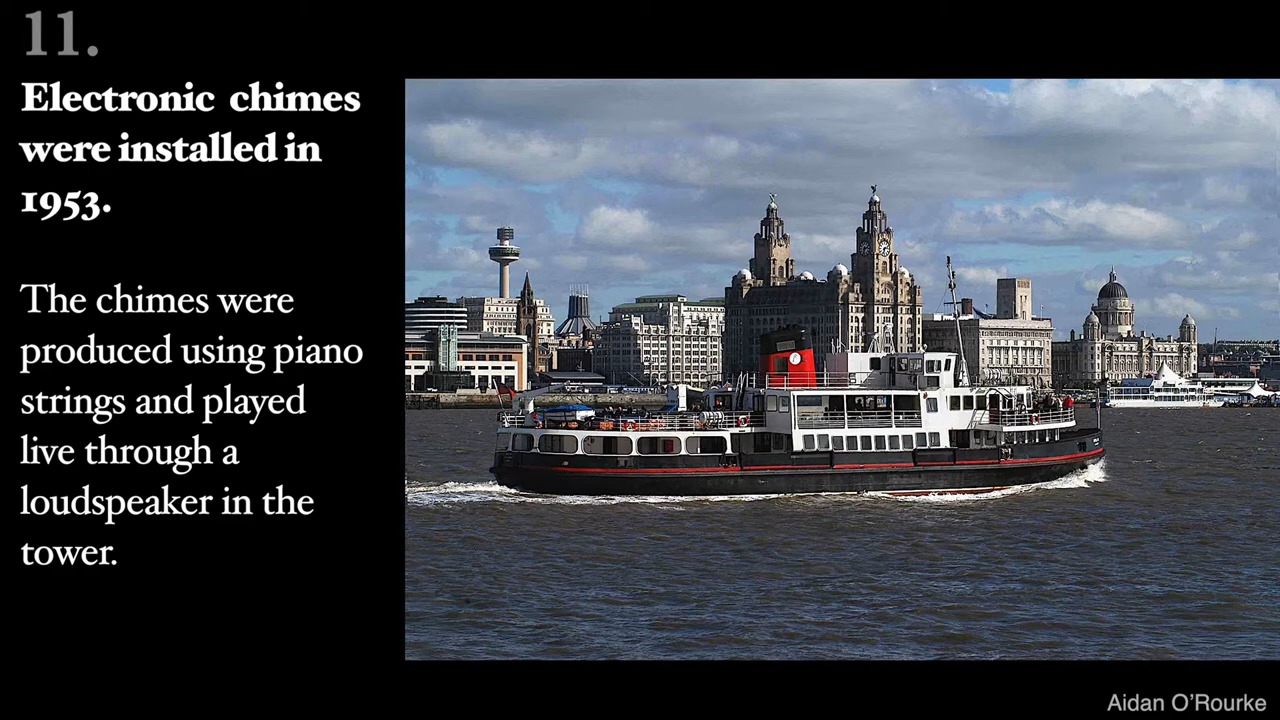 11.
Electronic chimes
were installed in
1953.
The chimes were
produced using piano
strings and played
live through a
loudspeaker in the
tower.
Aidan O’Rourke